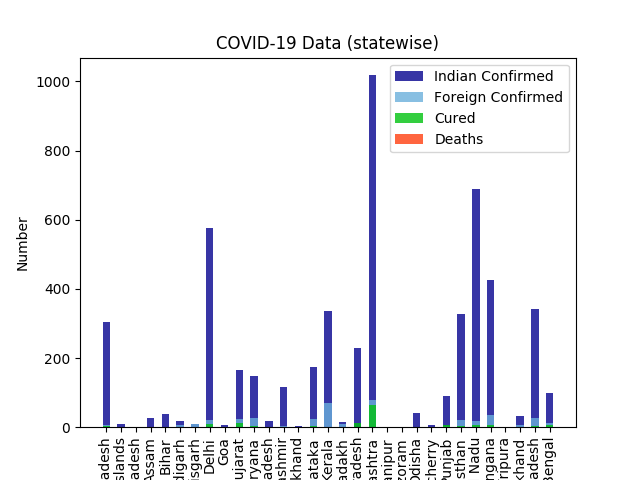 COVID-19 Data (statewise)
Indian Confirmed
Foreign Confirmed
Cured
Deaths
Number
1000
800
600
400
200
0
adesh
slands
adesh
Assam
Bihar
digarh
isgarh
Delhi
Goa
ujarat
ryana
adesh
shmir
khand
ataka
Kerala
adakh
radesh
ashtra
anipur
zoram
Odisha
cherry
Punjab
sthan
Nadu
ngana
ripura
khand
adesh
Bengal